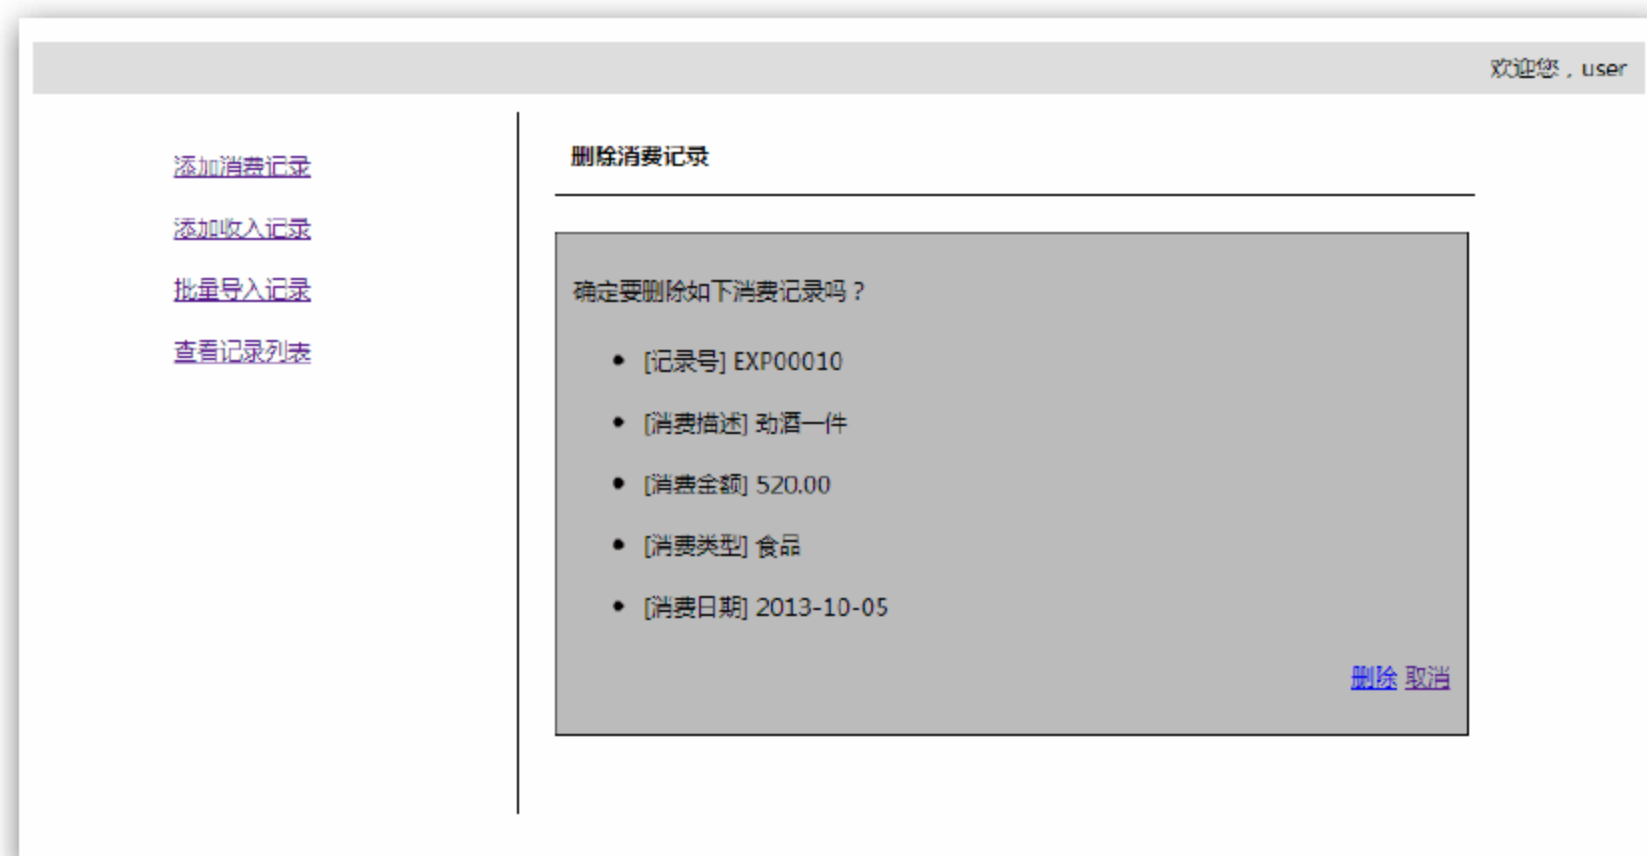 欢迎您，user
添加消费记录
添加收入记录
批量导入记录
查看记录列表
删除消费记录
确定要删除如下消费记录吗？
[记录号] EXP00010
[消费描述] 劲酒一件
[消费金额] 520.00
[消费类型] 食品
[消费日期] 2013-10-05
删除 取消